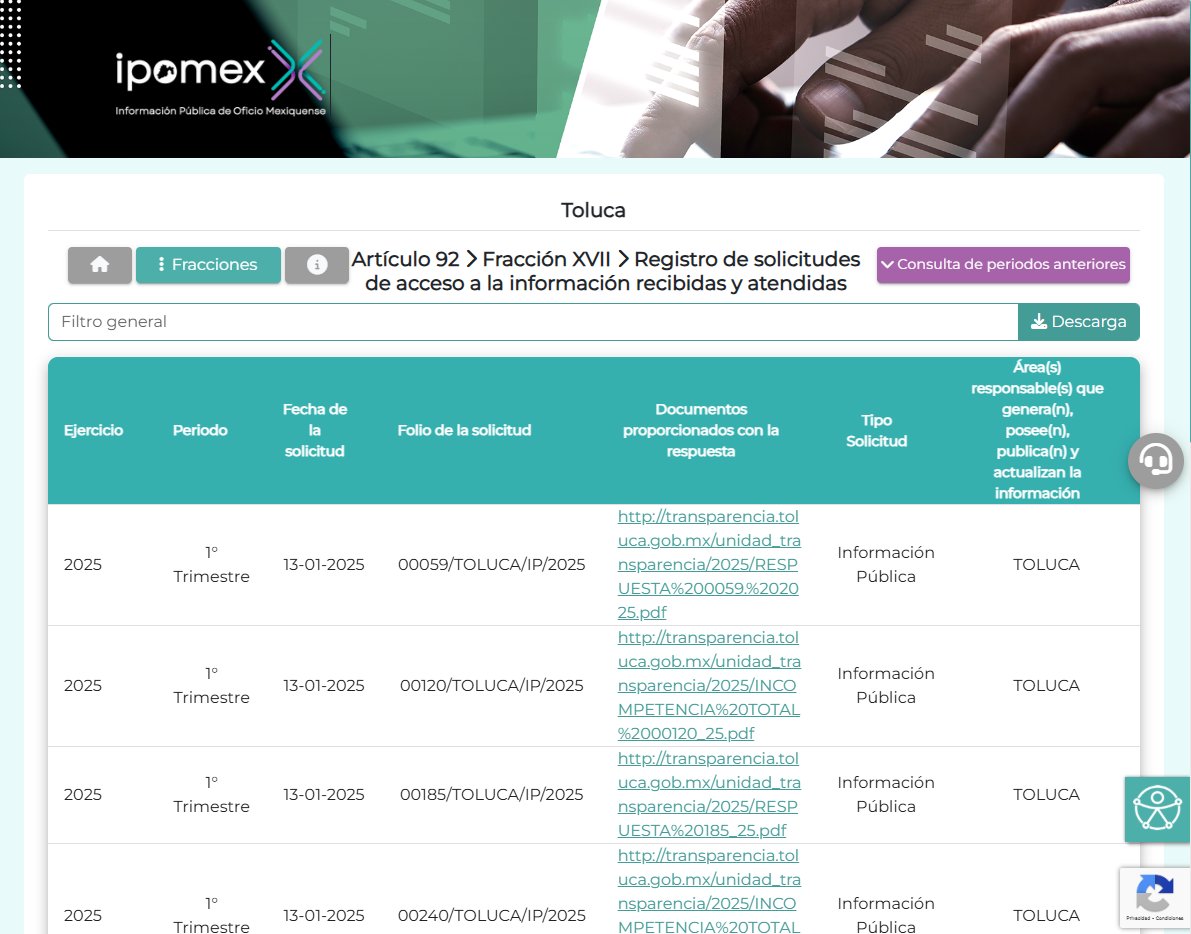 ipomex
Información Pública de Oficio Mexiquense
Toluca
Fracciones
Artículo 92 > Fracción XVII > Registro de solicitudes
de acceso a la información recibidas y atendidas
Consulta de periodos anteriores
Filtro general
Descarga
Ejercicio
Periodo
Fecha de
la
solicitud
Folio de la solicitud
Documentos
proporcionados con la
respuesta
Tipo
Solicitud
Área(s)
responsable(s) que
genera(n),
posee(n),
publica(n) y
actualizan la
información
2025
1°
Trimestre
13-01-2025
00059/TOLUCA/IP/2025
http://transparencia.tol
uca.gob.mx/unidad_tra
nsparencia/2025/RESP
UESTA%200059.%2020
25.pdf
Información
Pública
TOLUCA
2025
1°
Trimestre
13-01-2025
00120/TOLUCA/IP/2025
http://transparencia.tol
uca.gob.mx/unidad_tra
nsparencia/2025/INCO
MPETENCIA%20TOTAL
%2000120_25.pdf
Información
Pública
TOLUCA
2025
1°
Trimestre
13-01-2025
00185/TOLUCA/IP/2025
http://transparencia.tol
uca.gob.mx/unidad_tra
nsparencia/2025/RESP
UESTA%20185_25.pdf
Información
Pública
TOLUCA
2025
1°
Trimestre
13-01-2025
00240/TOLUCA/IP/2025
http://transparencia.tol
uca.gob.mx/unidad_tra
nsparencia/2025/INCO
MPETENCIA%20TOTAL
Información
Pública
TOLUCA
Privacidad - Condiciones